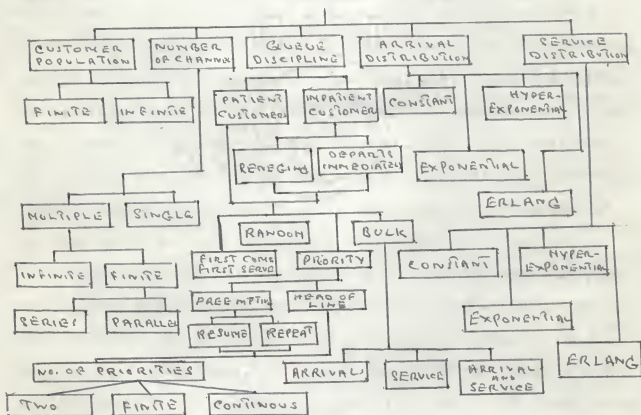 CUSTOMER
POPULATION
NUMBER
OF CHANNEL
QUEUE
DISCIPLINE
ARRIVAL
DISTRIBUTION
SERVICE
DISTRIBUTION
FINITE
INFINITE
PATIENT
CUSTOMER
IMPATIENT
CUSTOMER
CONSTANT
HYPER-
EXPONENTIAL
RENEGING
DEPARTS
IMMEDIATELY
EXPONENTIAL
ERLANG
MULTIPLE
SINGLE
RANDOM
BULK
INFINITE
FINITE
FIRST COME
FIRST SERVE
PRIORITY
CONSTANT
HYPER-
EXPONENTIAL
SERIES
PARALLEL
PREEMPTIVE
HEAD OF
LINE
EXPONENTIAL
RESUME
REPEAT
ERLANG
NO. OF PRIORITIES
ARRIVAL
SERVICE
ARRIVAL
AND
SERVICE
TWO
FINITE
CONTINOUS